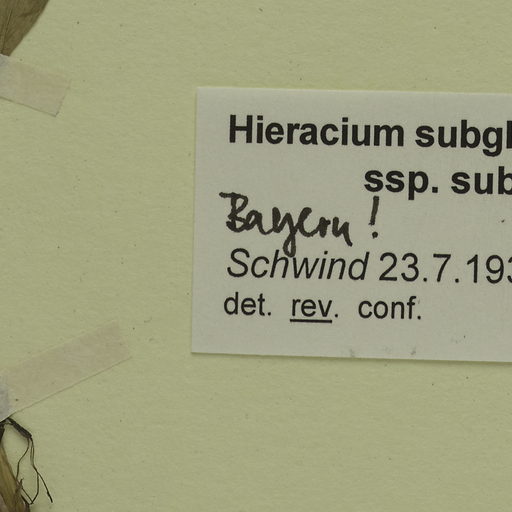 Hieracium subgl
ssp. sub
Bayern!
Schwind 23.7.193
det. rev. conf.